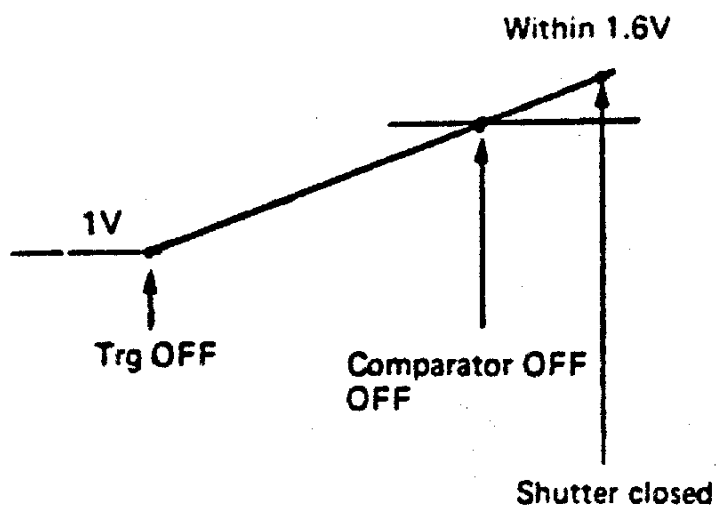 Within 1.6V
1V
Trg OFF
Comparator OFF
OFF
Shutter closed